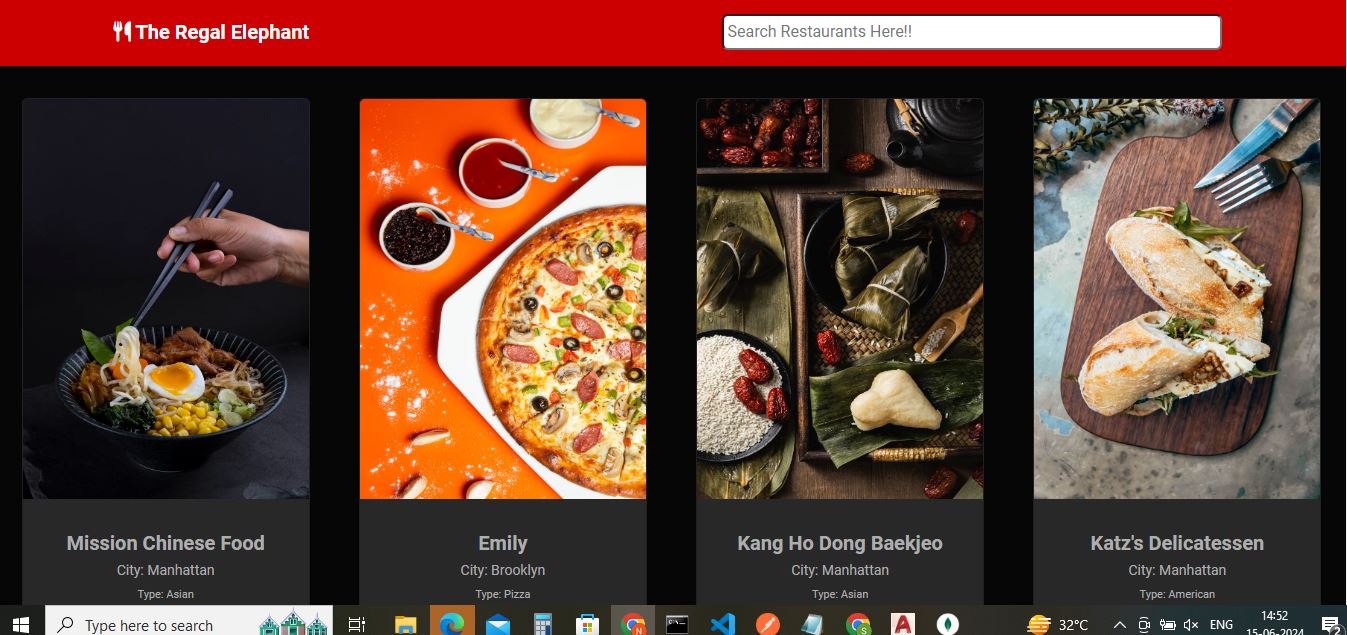 The Regal Elephant
Search Restaurants Here!!
Mission Chinese Food
City: Manhattan
Type: Asian
Emily
City: Brooklyn
Type: Pizza
Kang Ho Dong Baekjeo
City: Manhattan
Type: Asian
Katz's Delicatessen
City: Manhattan
Type: American
Type here to search
N
S
A
32°C
ENG
14:52
15-06-2024
2